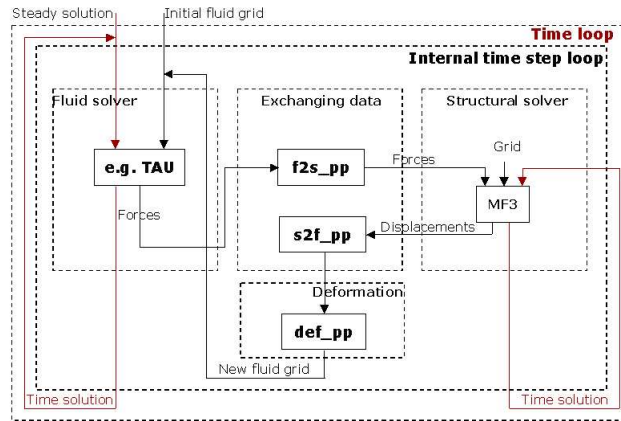 Steady solution
Initial fluid grid
Time loop
Internal time step loop
Fluid solver
Exchanging data
Structural solver
Grid
e.g. TAU
f2s_pp
Forces
MF3
Forces
s2f_pp
Displacements
Deformation
def_pp
New fluid grid
Time solution
Time solution